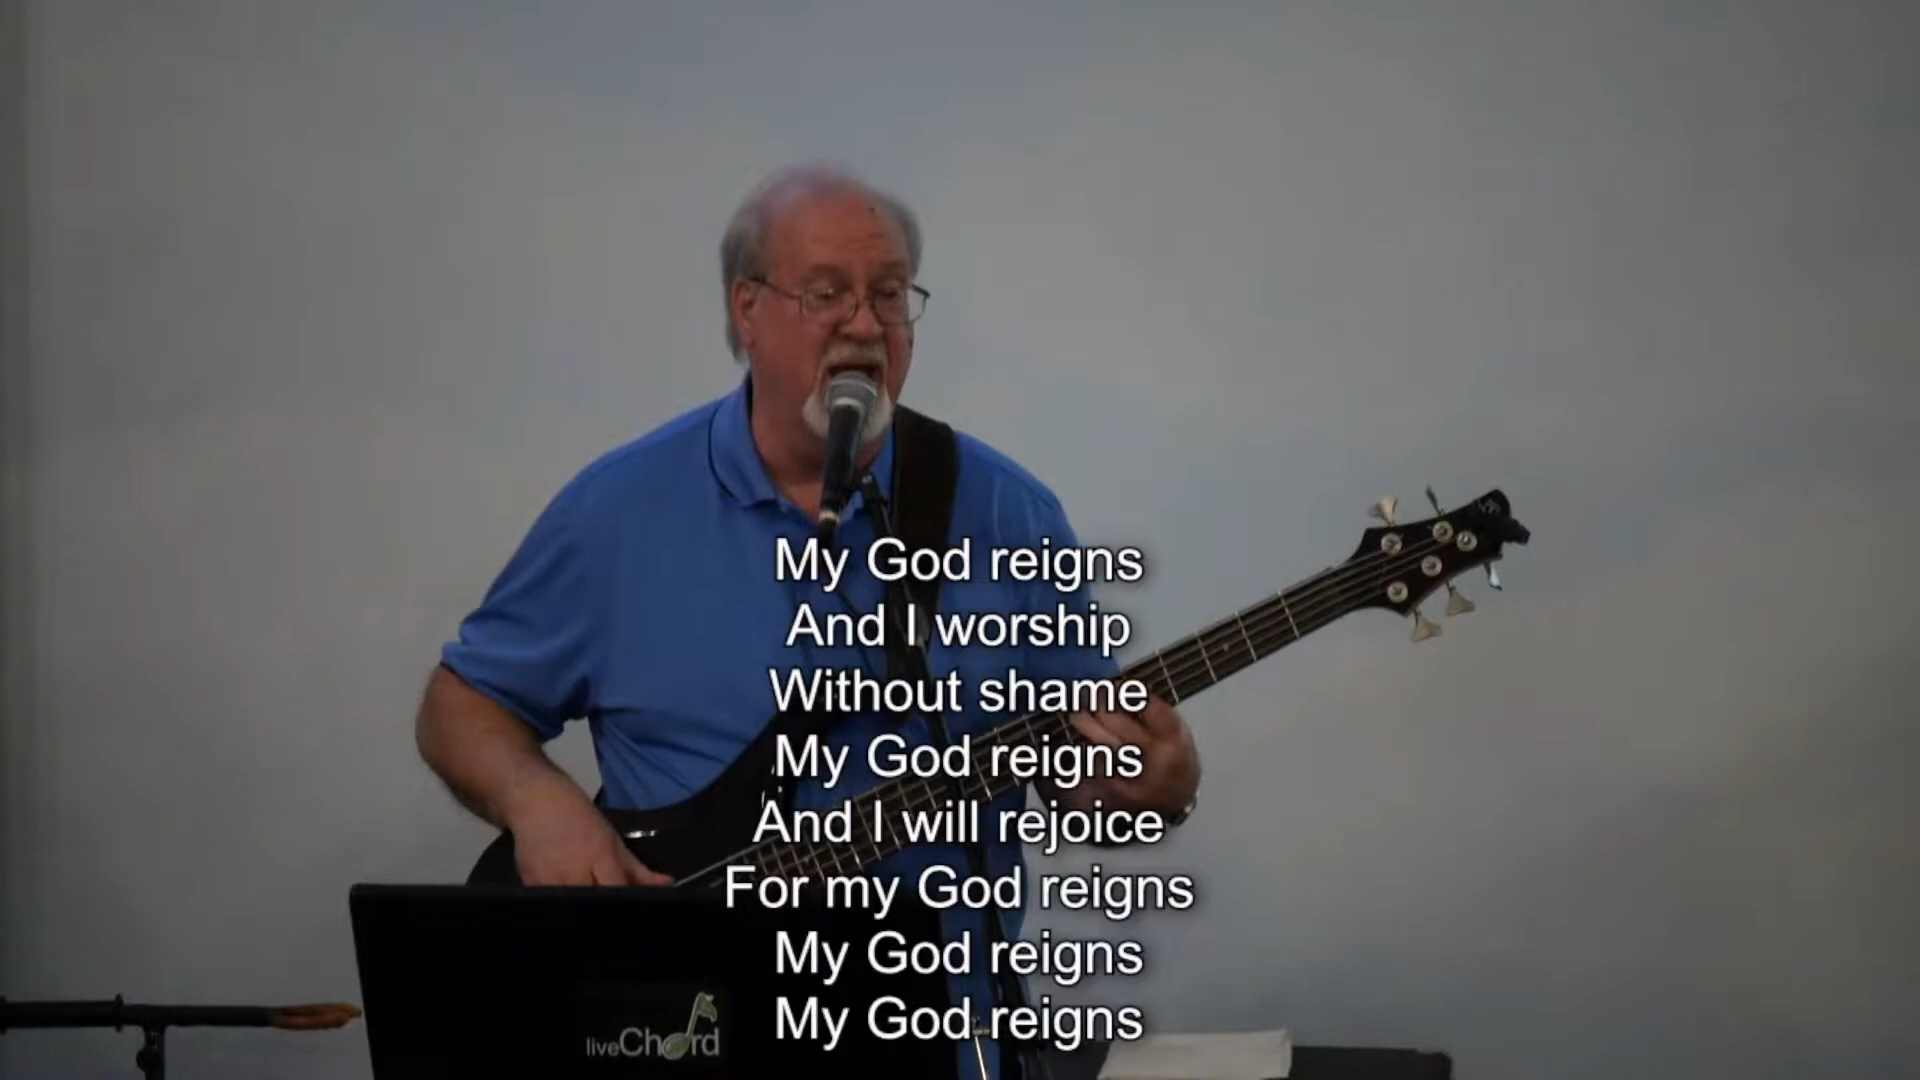 My God reigns
And I worship
Without shame
My God reigns
And I will rejoice
For my God reigns
My God reigns
My God reigns
liveChord